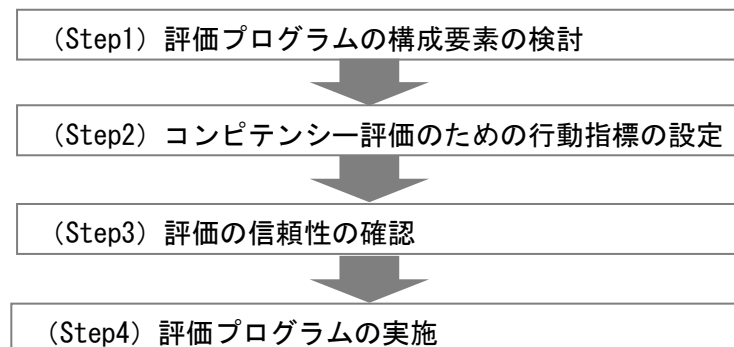 （Step1）評価プログラムの構成要素の検討
（Step2）コンピテンシー評価のための行動指標の設定
（Step3）評価の信頼性の確認
（Step4）評価プログラムの実施